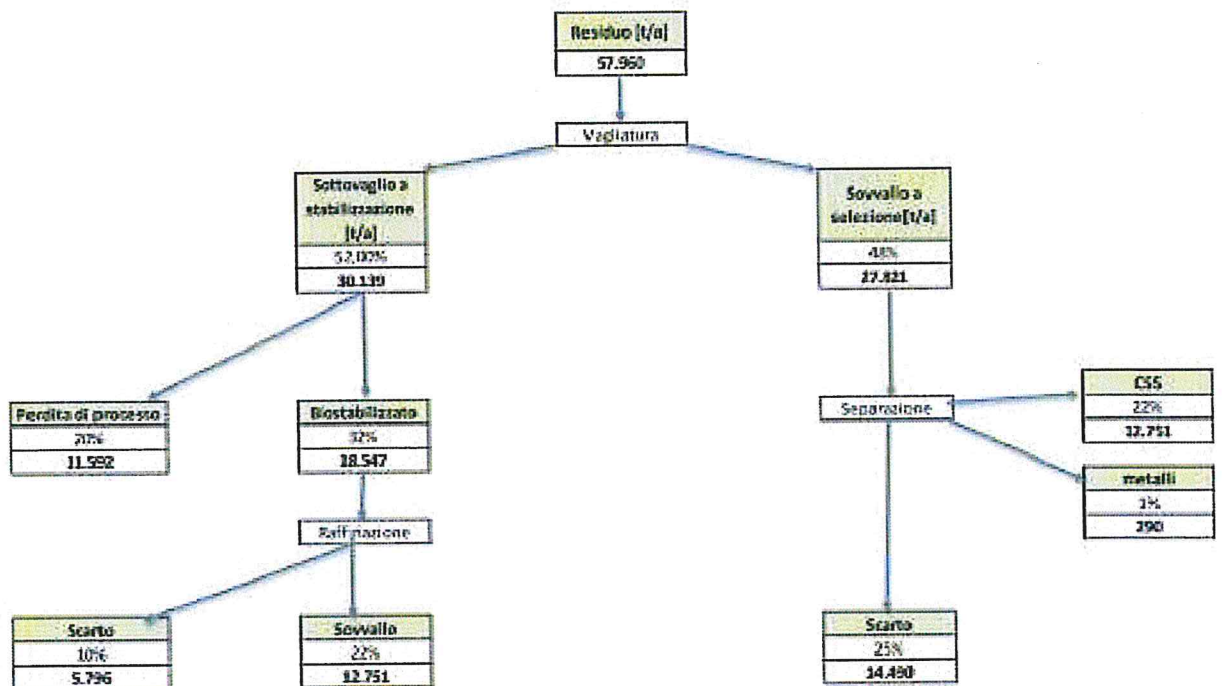 Residuo [t/a]
57.960
Vagliatura
Sottovaglio a
stabilizzazione
[t/a]
52,00%
30.139
Sovvallo a
selezione[t/a]
48%
27.821
Perdita di processo
20%
11.592
Biostabilizzato
32%
18.547
Separazione
CSS
22%
12.751
metalli
1%
290
Raffinazione
Scarto
10%
5.796
Sovvallo
22%
12.751
Scarto
25%
14.490